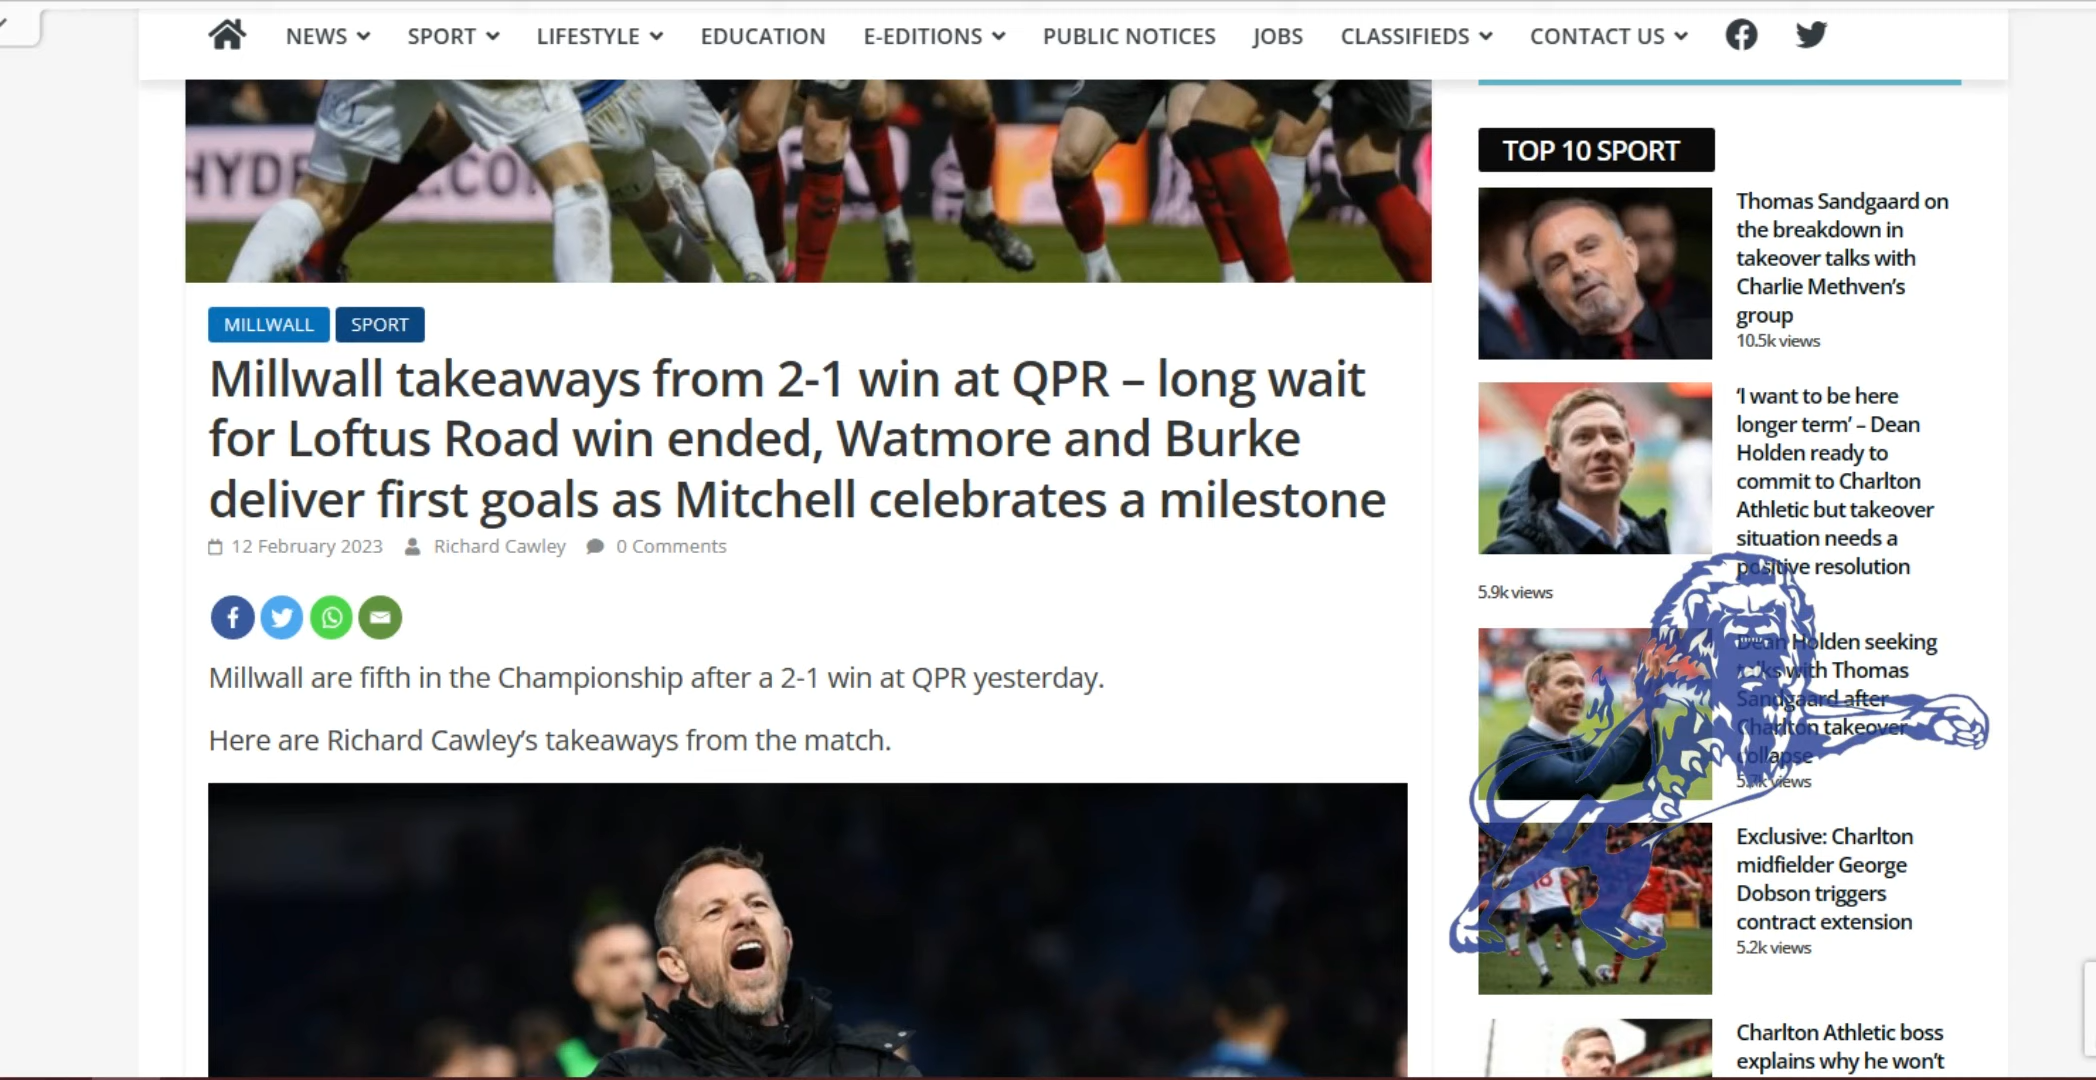 NEWS SPORT LIFESTYLE EDUCATION E-EDITIONS PUBLIC NOTICES JOBS CLASSIFIEDS CONTACT US
MILLWALL SPORT
Millwall takeaways from 2-1 win at QPR – long wait
for Loftus Road win ended, Watmore and Burke
deliver first goals as Mitchell celebrates a milestone
12 February 2023 Richard Cawley 0 Comments
Millwall are fifth in the Championship after a 2-1 win at QPR yesterday.
Here are Richard Cawley’s takeaways from the match.
TOP 10 SPORT
Thomas Sandgaard on
the breakdown in
takeover talks with
Charlie Methven’s
group
10.5k views
‘I want to be here
longer term’ – Dean
Holden ready to
commit to Charlton
Athletic but takeover
situation needs a
positive resolution
5.9k views
Dean Holden seeking
talks with Thomas
Sandgaard after
Charlton takeover
collapse
5.7k views
Exclusive: Charlton
midfielder George
Dobson triggers
contract extension
5.2k views
Charlton Athletic boss
explains why he won’t